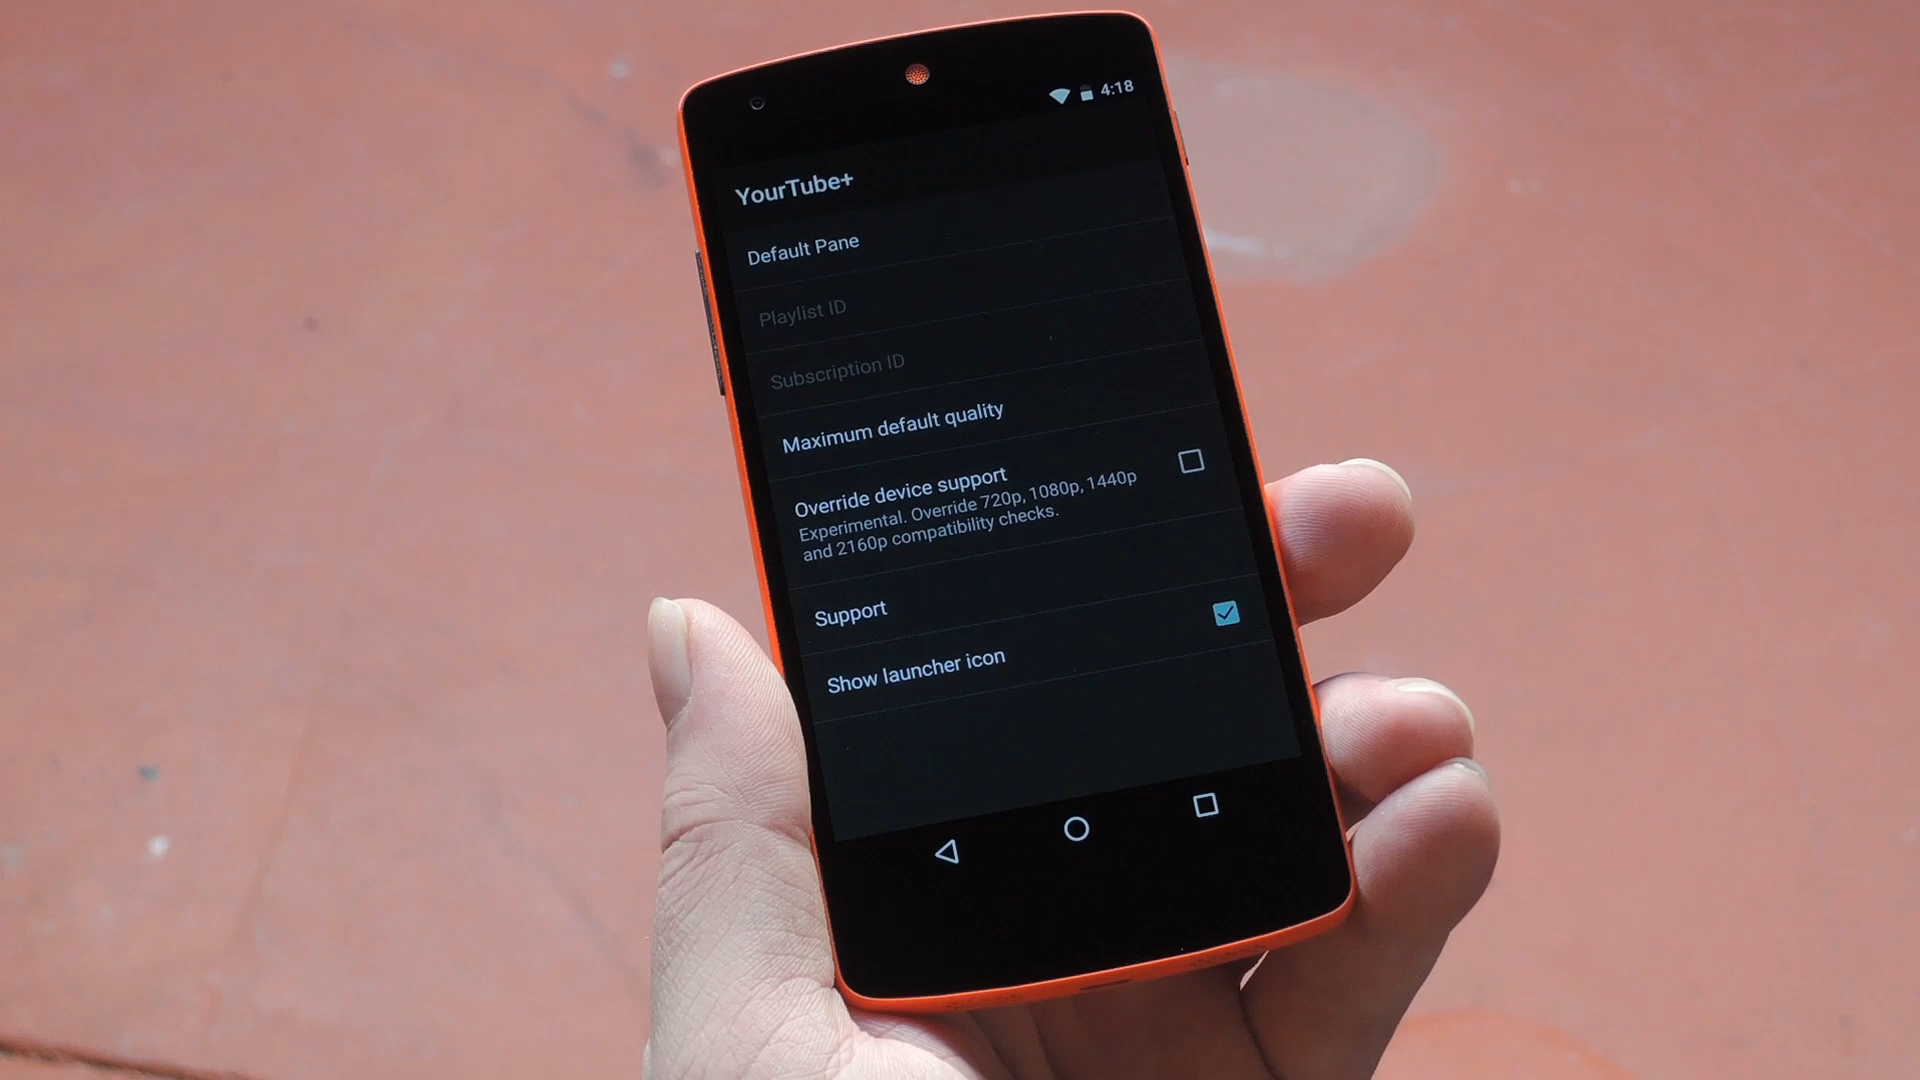 4:18
YourTube+
Default Pane
Playlist ID
Subscription ID
Maximum default quality
Override device support
Experimental. Override 720p, 1080p, 1440p
and 2160p compatibility checks.
Support
Show launcher icon